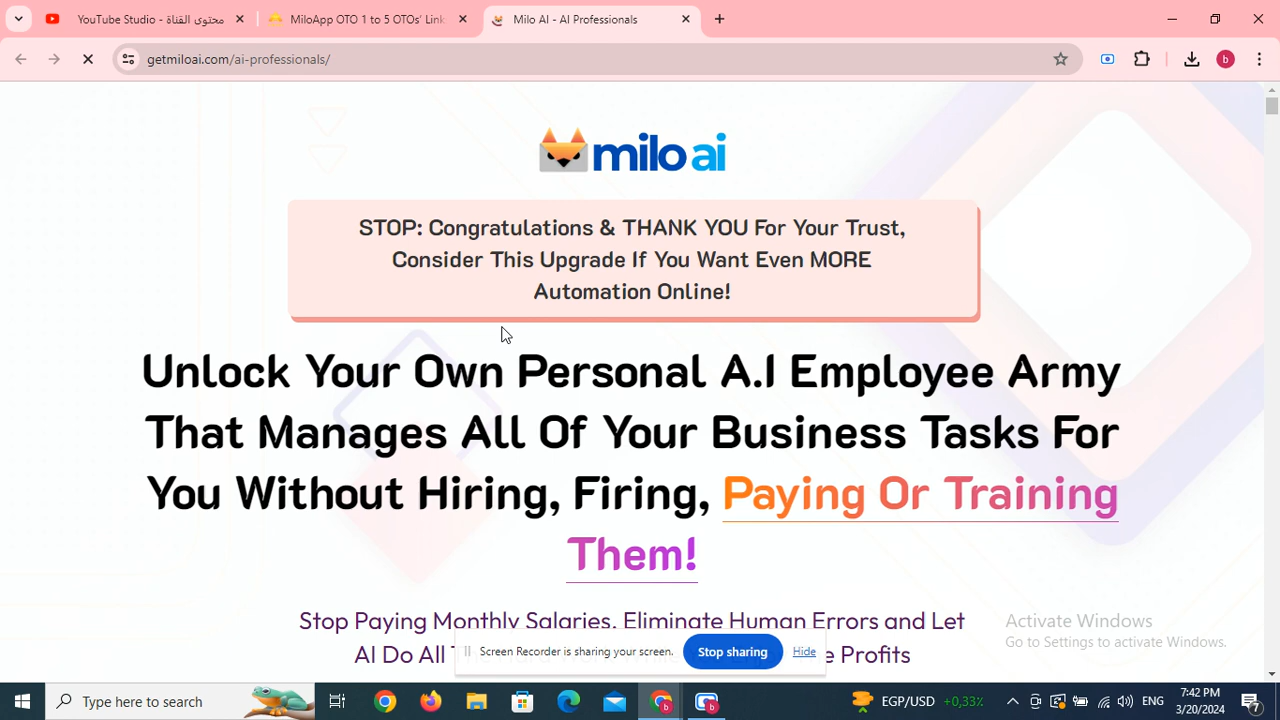 YouTube Studio - محتوى القناة
MiloApp OTO 1 to 5 OTOs' Link
Milo AI - AI Professionals
getmiloai.com/ai-professionals/
b
milo ai
STOP: Congratulations & THANK YOU For Your Trust,
Consider This Upgrade If You Want Even MORE
Automation Online!
Unlock Your Own Personal A.I Employee Army
That Manages All Of Your Business Tasks For
You Without Hiring, Firing, Paying Or Training
Them!
Stop Paying Monthly Salaries, Eliminate Human Errors and Let
AI Do All
e Profits
Screen Recorder is sharing your screen.
Stop sharing
Hide
Activate Windows
Go to Settings to activate Windows.
Type here to search
EGP/USD +0,33%
ENG
7:42 PM
3/20/2024
7